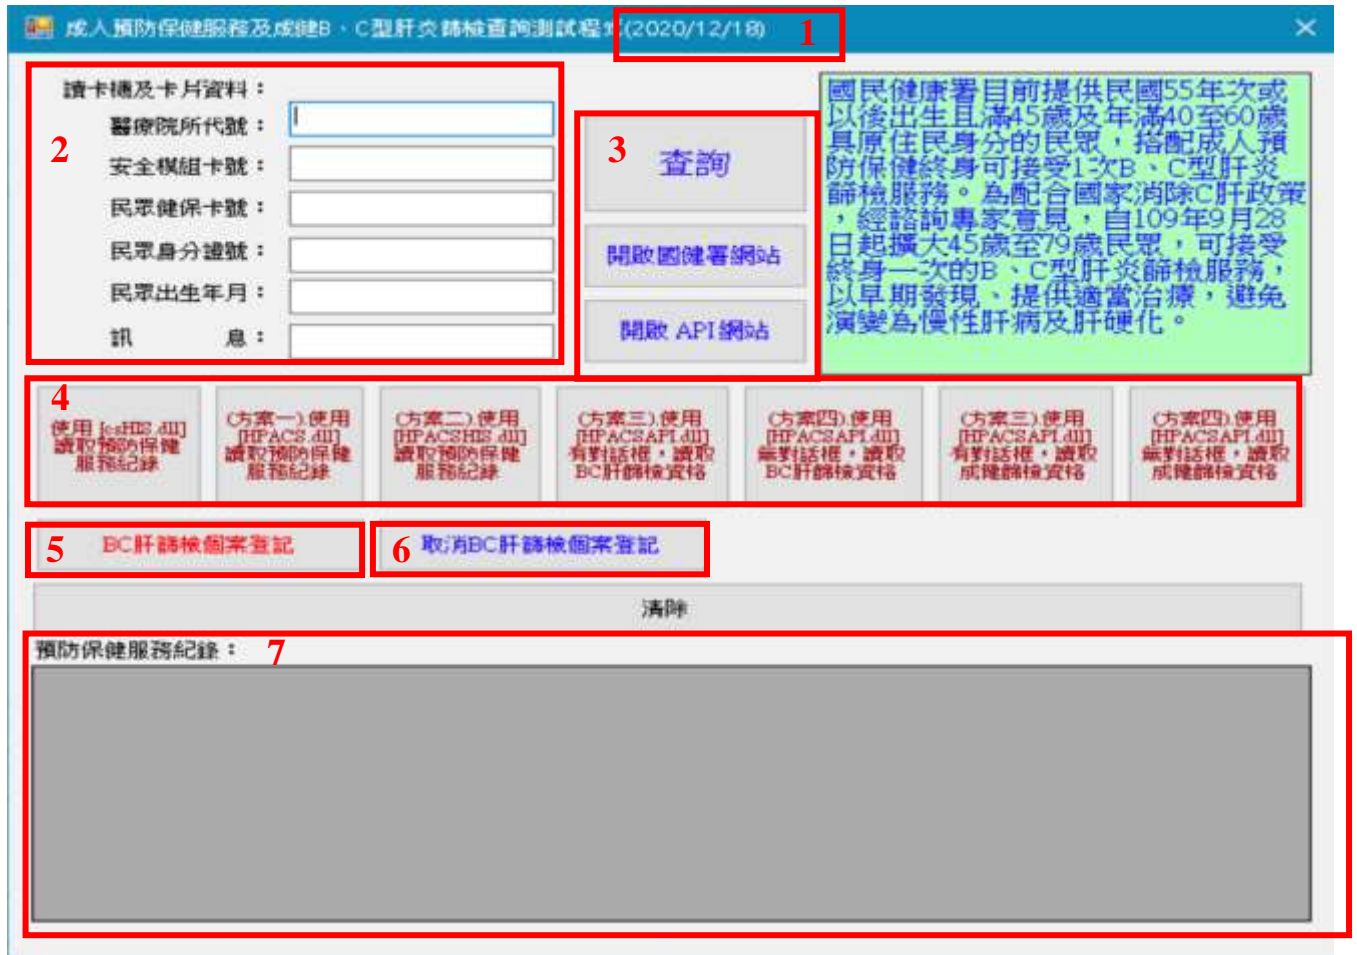 成人預防保健服務及成健B、C型肝炎篩檢查詢測試程式(2020/12/18)
1
讀卡機及卡片資料：
2
醫療院所代號：
安全模組卡號：
民眾健保卡號：
民眾身分證號：
民眾出生年月：
訊 息：
3
查詢
開啟國健署網站
開啟 API 網站
國民健康署目前提供民國55年次或
以後出生且滿45歲及年滿40至60歲
具原住民身分的民眾，搭配成人預
防保健終身可接受1次B、C型肝炎
篩檢服務。為配合國家消除C肝政策
，經諮詢專家意見，自109年9月28
日起擴大45歲至79歲民眾，可接受
終身一次的B、C型肝炎篩檢服務，
以早期發現、提供適當治療，避免
演變為慢性肝病及肝硬化。
4
使用 [csHIS.dll]
讀取預防保健
服務紀錄
(方案一).使用
[HPACS.dll]
讀取預防保健
服務紀錄
(方案二).使用
[HPACSHIS.dll]
讀取預防保健
服務紀錄
(方案三).使用
[HPACSAPI.dll]
有對話框，讀取
BC肝篩檢資格
(方案四).使用
[HPACSAPI.dll]
無對話框，讀取
BC肝篩檢資格
(方案三).使用
[HPACSAPI.dll]
有對話框，讀取
成健篩檢資格
(方案四).使用
[HPACSAPI.dll]
無對話框，讀取
成健篩檢資格
5
BC肝篩檢個案登記
6
取消BC肝篩檢個案登記
清除
預防保健服務紀錄：
7